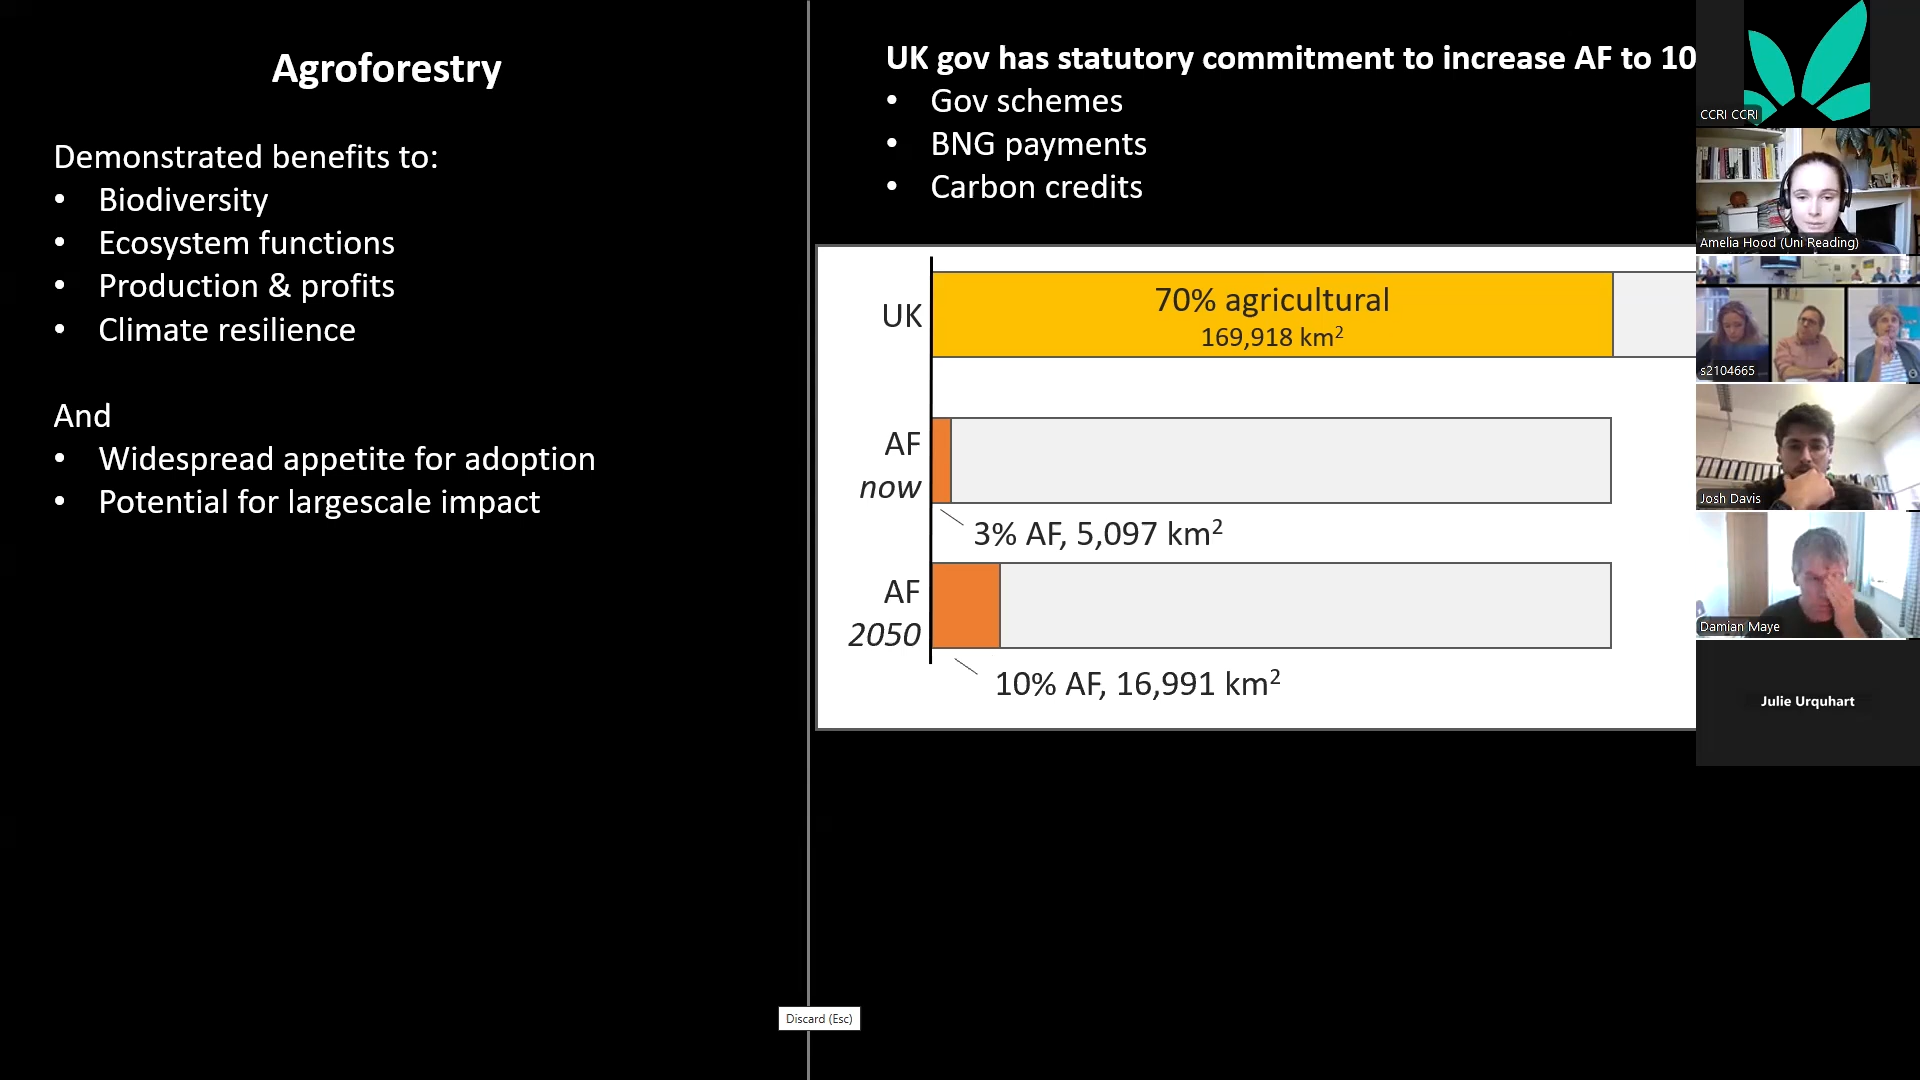 Agroforestry
Demonstrated benefits to:
• Biodiversity
• Ecosystem functions
• Production & profits
• Climate resilience
And
• Widespread appetite for adoption
• Potential for largescale impact
UK gov has statutory commitment to increase AF to 10
• Gov schemes
• BNG payments
• Carbon credits
UK
70% agricultural
169,918 km²
AF
now
3% AF, 5,097 km²
AF
2050
10% AF, 16,991 km²
Discard (Esc)
CCRI CCRI
Amelia Hood (Uni Reading)
s2104665
Josh Davis
Damian Maye
Julie Urquhart